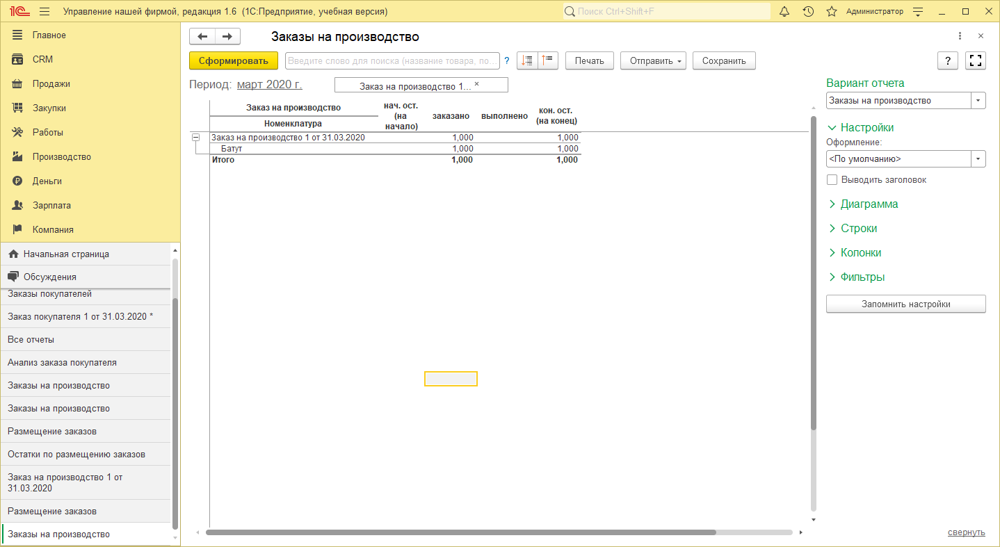 1С Управление нашей фирмой, редакция 1.6 (1С:Предприятие, учебная версия)
Поиск Ctrl+Shift+F
Администратор
Главное
CRM
Продажи
Закупки
Работы
Производство
Деньги
Зарплата
Компания
Начальная страница
Обсуждения
Заказы покупателей
Заказ покупателя 1 от 31.03.2020 *
Все отчеты
Анализ заказа покупателя
Заказы на производство
Заказы на производство
Размещение заказов
Остатки по размещению заказов
Заказ на производство 1 от
31.03.2020
Размещение заказов
Заказы на производство
Заказы на производство
Сформировать
Введите слово для поиска (название товара, по...
?
Печать
Отправить
Сохранить
?
Период: март 2020 г.
Заказ на производство 1... ×
Заказ на производство
Номенклатура
нач. ост.
(на
начало)
заказано
выполнено
кон. ост.
(на конец)
Заказ на производство 1 от 31.03.2020 1,000 1,000
Батут 1,000 1,000
Итого 1,000 1,000
Вариант отчета
Заказы на производство
Настройки
Оформление:
<По умолчанию>
Выводить заголовок
Диаграмма
Строки
Колонки
Фильтры
Запомнить настройки
свернуть